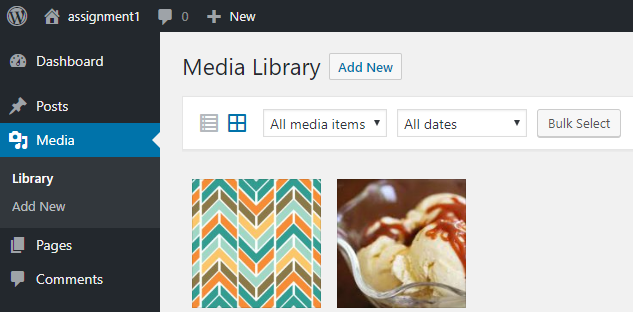 assignment1 0 New
Dashboard
Posts
Media
Library
Add New
Pages
Comments
Media Library Add New
All media items All dates Bulk Select